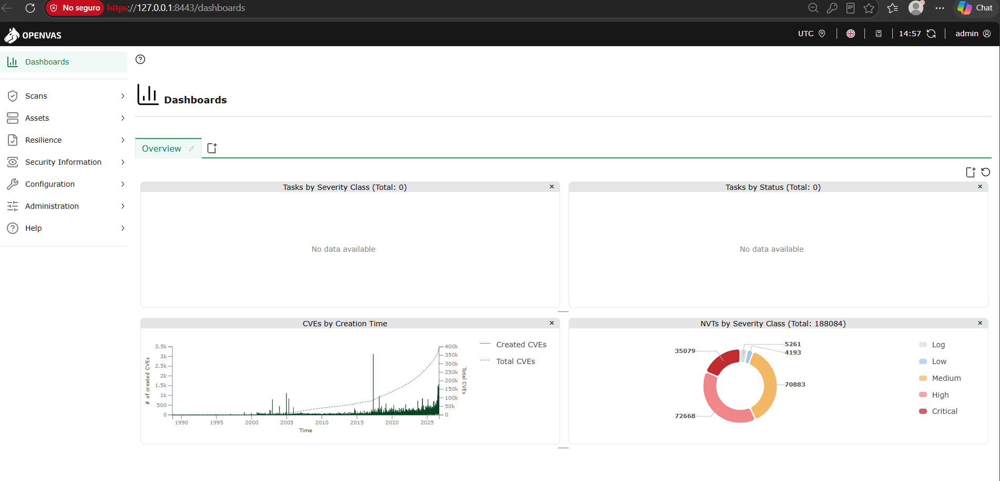 No seguro https://127.0.0.1:8443/dashboards Chat
OPENVAS UTC 14:57 admin
Dashboards
Scans
Assets
Resilience
Security Information
Configuration
Administration
Help
Dashboards
Overview
Tasks by Severity Class (Total: 0)
No data available
Tasks by Status (Total: 0)
No data available
CVEs by Creation Time
# of created CVEs
3.5k
3k
2.5k
2k
1.5k
1k
500
0
1990 1995 2000 2005 2010 2015 2020 2025
Time
400k
350k
300k
250k
200k
150k
100k
50k
0
Total CVEs
Created CVEs
Total CVEs
NVTs by Severity Class (Total: 188084)
5261
4193
35079
70883
72668
Log
Low
Medium
High
Critical